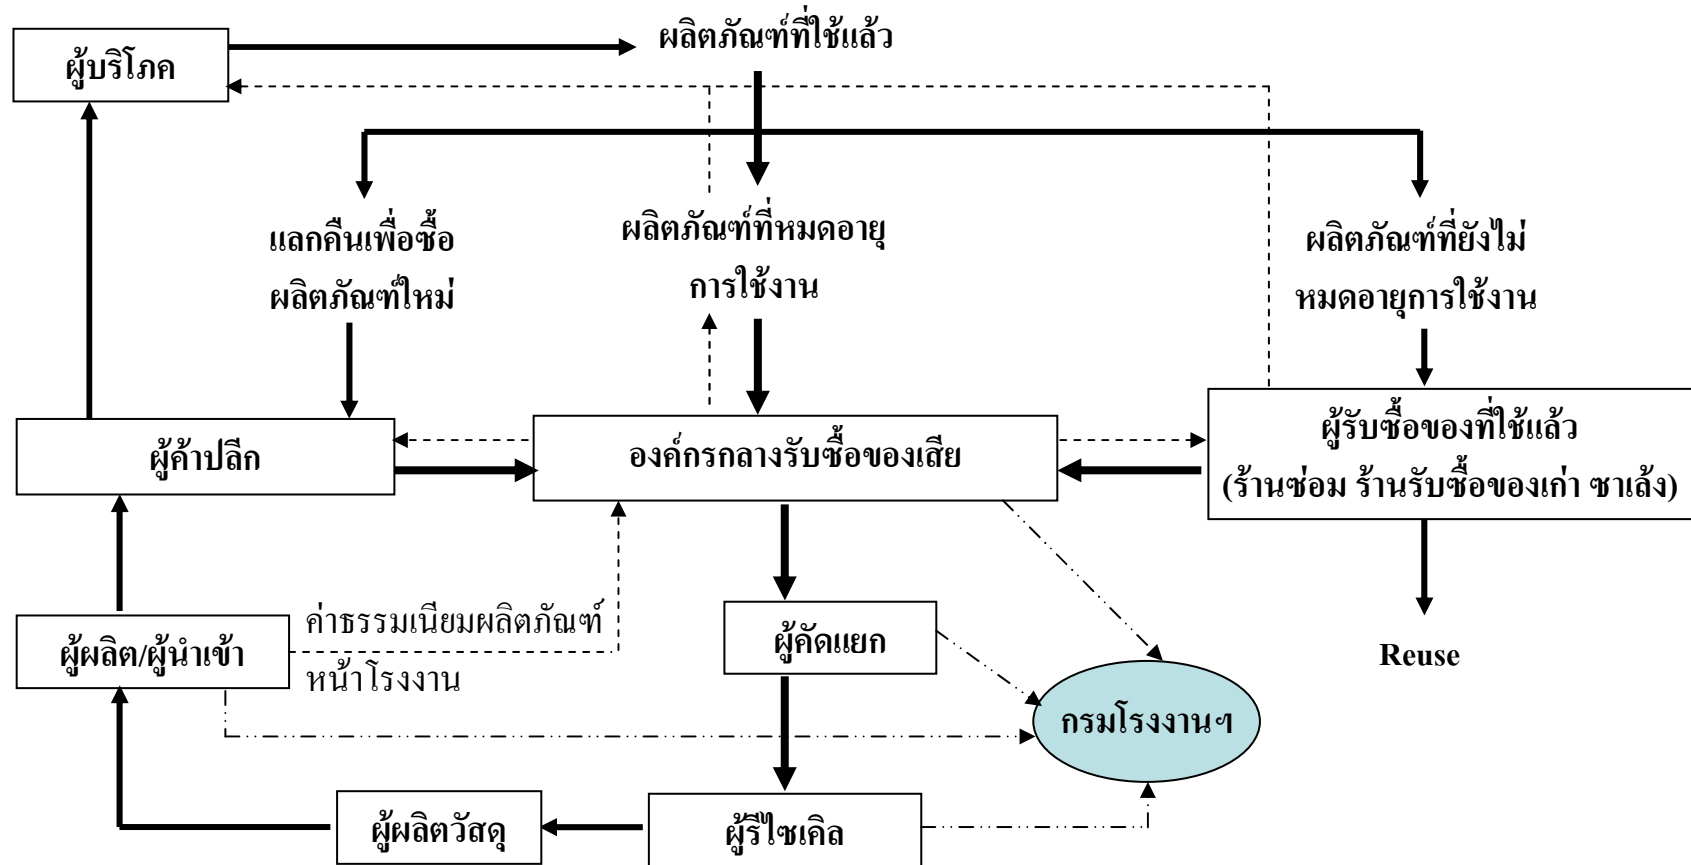 ผลิตภัณฑ์ที่ใช้แล้ว
ผู้บริโภค
แลกคืนเพื่อซื้อ
ผลิตภัณฑ์ใหม่
ผลิตภัณฑ์ที่หมดอายุ
การใช้งาน
ผลิตภัณฑ์ที่ยังไม่
หมดอายุการใช้งาน
ผู้ค้าปลีก
องค์กรกลางรับซื้อของเสีย
ผู้รับซื้อของที่ใช้แล้ว
(ร้านซ่อม ร้านรับซื้อของเก่า ซาเล้ง)
ผู้ผลิต/ผู้นำเข้า
ค่าธรรมเนียมผลิตภัณฑ์
หน้าโรงงาน
ผู้คัดแยก
Reuse
กรมโรงงานฯ
ผู้ผลิตวัสดุ
ผู้รีไซเคิล